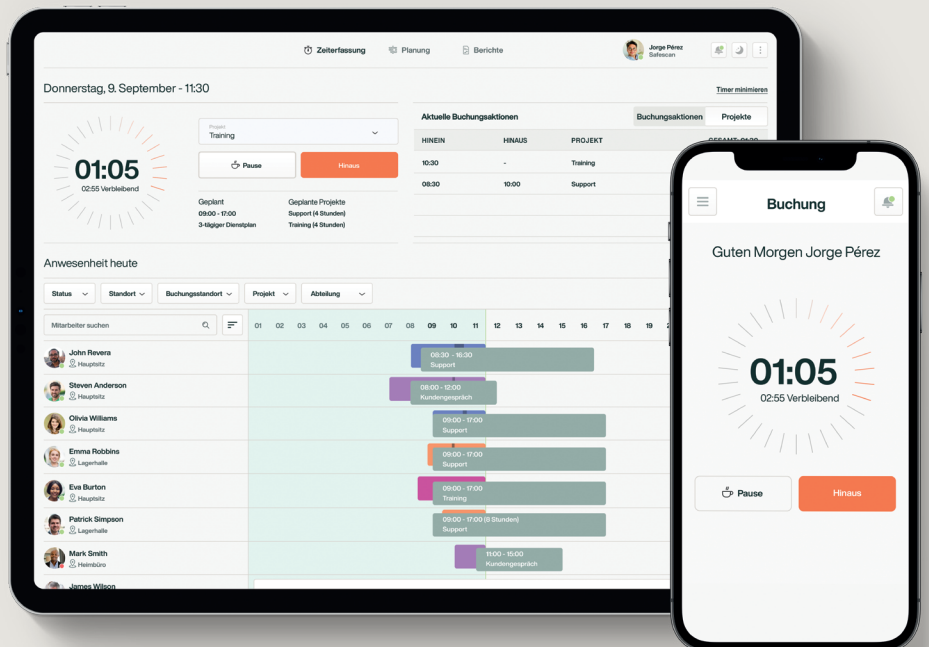 Zeiterfassung
Planung
Berichte
Jorge Pérez
Safescan
Donnerstag, 9. September - 11:30
Timer minimieren
01:05
02:55 Verbleibend
Projekt
Training
Pause
Hinaus
Geplant
09:00 - 17:00
3-tägiger Dienstplan
Geplante Projekte
Support (4 Stunden)
Training (4 Stunden)
Aktuelle Buchungsaktionen
Buchungsaktionen
Projekte
HINEIN HINAUS PROJEKT
10:30 - Training
08:30 10:00 Support
Anwesenheit heute
Status
Standort
Buchungsstandort
Projekt
Abteilung
Mitarbeiter suchen
01 02 03 04 05 06 07 08 09 10 11 12 13 14 15 16 17 18 19
John Revera
Hauptsitz
08:30 - 16:30
Support
Steven Anderson
Hauptsitz
08:00 - 12:00
Kundengespräch
Olivia Williams
Hauptsitz
09:00 - 17:00
Support
Emma Robbins
Lagerhalle
09:00 - 17:00
Support
Eva Burton
Hauptsitz
09:00 - 17:00
Training
Patrick Simpson
Lagerhalle
09:00 - 17:00 (8 Stunden)
Support
Mark Smith
Heimbüro
11:00 - 15:00
Kundengespräch
James Wilson
Buchung
Guten Morgen Jorge Pérez
01:05
02:55 Verbleibend
Pause
Hinaus